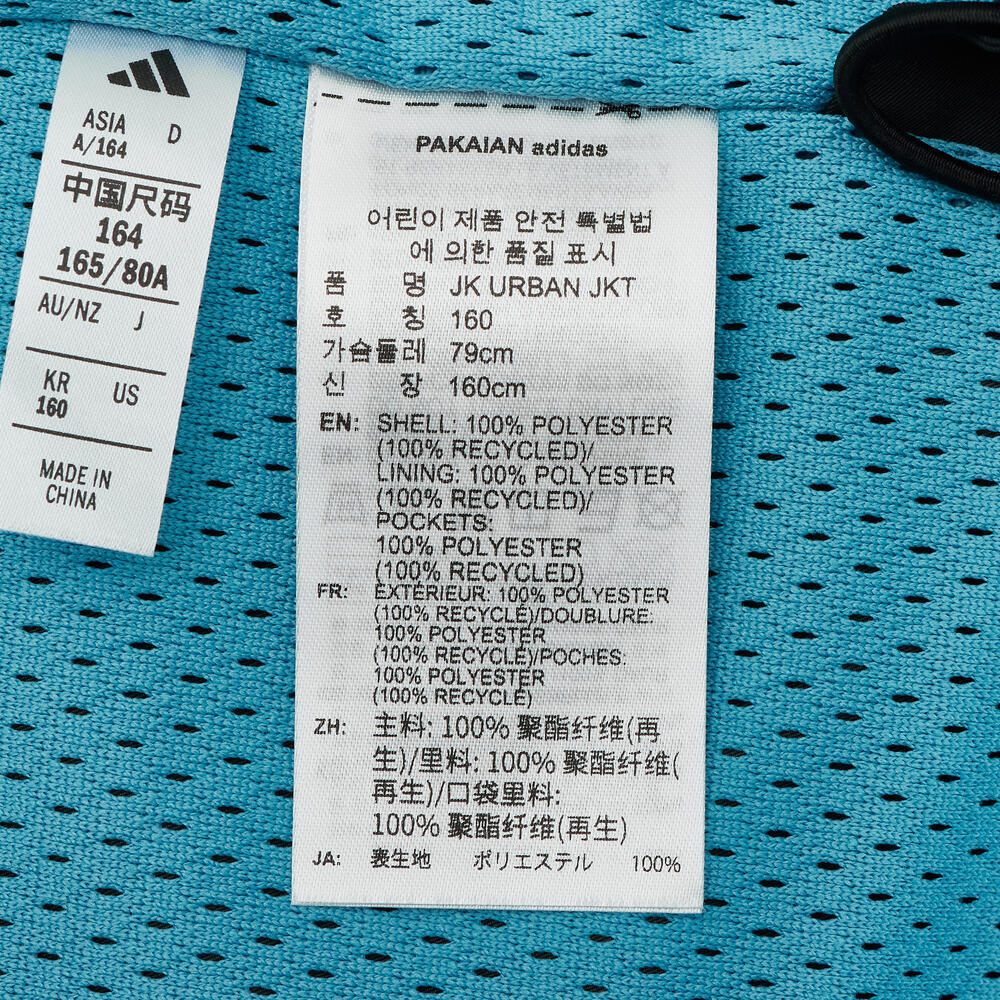 ASIA D
A/164
中国尺码
164
165/80A
AU/NZ J
KR US
160
MADE IN
CHINA
PAKAIAN adidas
어린이 제품 안전 특별법
에 의한 품질 표시
품 명 JK URBAN JKT
호 칭 160
가슴둘레 79cm
신 장 160cm
EN: SHELL: 100% POLYESTER
(100% RECYCLED)/
LINING: 100% POLYESTER
(100% RECYCLED)/
POCKETS:
100% POLYESTER
(100% RECYCLED)
FR: EXTÉRIEUR: 100% POLYESTER
(100% RECYCLÉ)/DOUBLURE:
100% POLYESTER
(100% RECYCLÉ)/POCHES:
100% POLYESTER
(100% RECYCLÉ)
ZH: 主料: 100% 聚酯纤维(再
生)/里料: 100% 聚酯纤维(
再生)/口袋里料:
100% 聚酯纤维(再生)
JA: 表生地 ポリエステル 100%